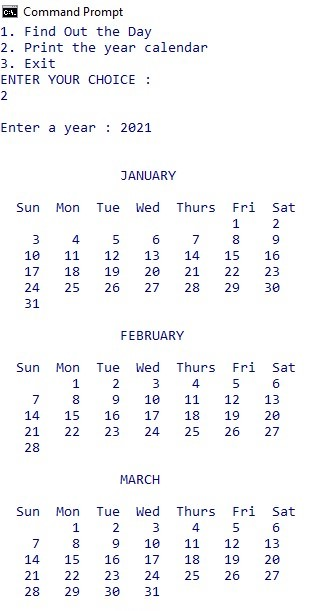 Command Prompt
1. Find Out the Day
2. Print the year calendar
3. Exit
ENTER YOUR CHOICE :
2
Enter a year : 2021
JANUARY
Sun Mon Tue Wed Thurs Fri Sat
1 2
3 4 5 6 7 8 9
10 11 12 13 14 15 16
17 18 19 20 21 22 23
24 25 26 27 28 29 30
31
FEBRUARY
Sun Mon Tue Wed Thurs Fri Sat
1 2 3 4 5 6
7 8 9 10 11 12 13
14 15 16 17 18 19 20
21 22 23 24 25 26 27
28
MARCH
Sun Mon Tue Wed Thurs Fri Sat
1 2 3 4 5 6
7 8 9 10 11 12 13
14 15 16 17 18 19 20
21 22 23 24 25 26 27
28 29 30 31